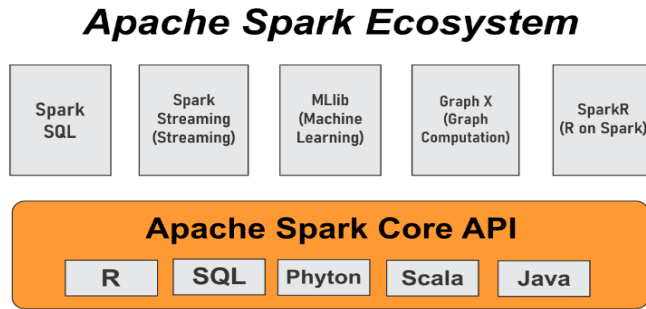 Apache Spark Ecosystem
Spark
SQL
Spark
Streaming
(Streaming)
MLlib
(Machine
Learning)
Graph X
(Graph
Computation)
SparkR
(R on Spark)
Apache Spark Core API
R
SQL
Phyton
Scala
Java